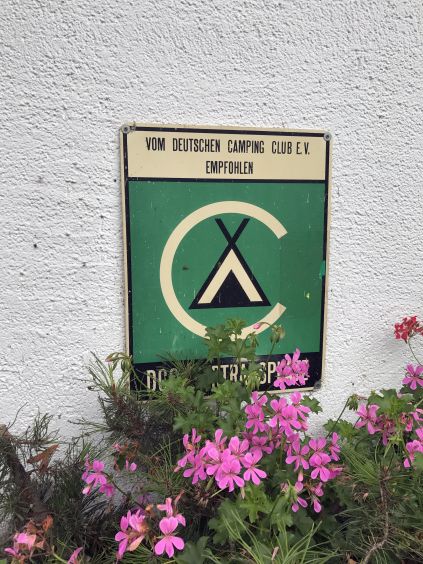 VOM DEUTSCHEN CAMPING CLUB E.V.
EMPFOHLEN